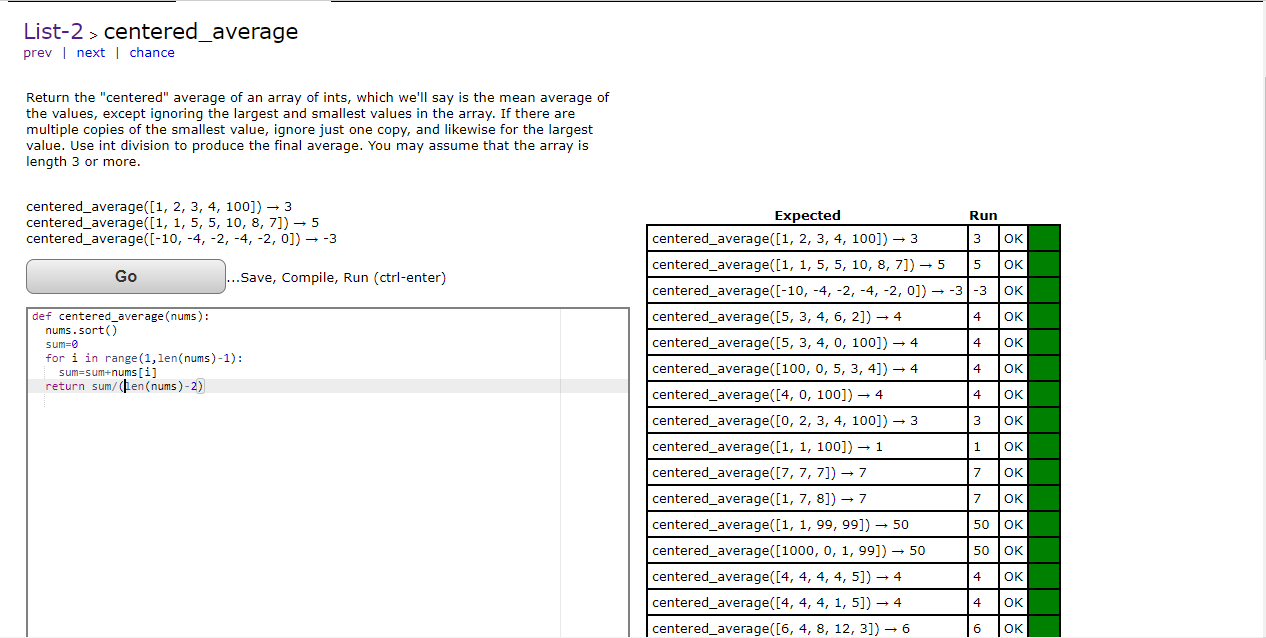 List-2 > centered_average
prev | next | chance
Return the "centered" average of an array of ints, which we'll say is the mean average of
the values, except ignoring the largest and smallest values in the array. If there are
multiple copies of the smallest value, ignore just one copy, and likewise for the largest
value. Use int division to produce the final average. You may assume that the array is
length 3 or more.
centered_average([1, 2, 3, 4, 100]) → 3
centered_average([1, 1, 5, 5, 10, 8, 7]) → 5
centered_average([-10, -4, -2, -4, -2, 0]) → -3
Go ...Save, Compile, Run (ctrl-enter)
def centered_average(nums):
  nums.sort()
  sum=0
  for i in range(1,len(nums)-1):
    sum=sum+nums[i]
  return sum/(len(nums)-2)
Expected Run
centered_average([1, 2, 3, 4, 100]) → 3 3 OK
centered_average([1, 1, 5, 5, 10, 8, 7]) → 5 5 OK
centered_average([-10, -4, -2, -4, -2, 0]) → -3 -3 OK
centered_average([5, 3, 4, 6, 2]) → 4 4 OK
centered_average([5, 3, 4, 0, 100]) → 4 4 OK
centered_average([100, 0, 5, 3, 4]) → 4 4 OK
centered_average([4, 0, 100]) → 4 4 OK
centered_average([0, 2, 3, 4, 100]) → 3 3 OK
centered_average([1, 1, 100]) → 1 1 OK
centered_average([7, 7, 7]) → 7 7 OK
centered_average([1, 7, 8]) → 7 7 OK
centered_average([1, 1, 99, 99]) → 50 50 OK
centered_average([1000, 0, 1, 99]) → 50 50 OK
centered_average([4, 4, 4, 4, 5]) → 4 4 OK
centered_average([4, 4, 4, 1, 5]) → 4 4 OK
centered_average([6, 4, 8, 12, 3]) → 6 6 OK